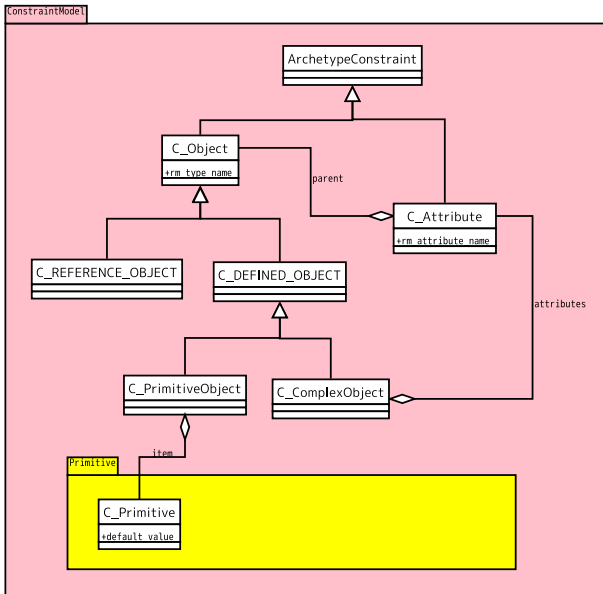 ConstraintModel
ArchetypeConstraint
C_Object
+rm_type_name
parent
C_Attribute
+rm_attribute_name
C_REFERENCE_OBJECT
C_DEFINED_OBJECT
attributes
C_PrimitiveObject
C_ComplexObject
item
Primitive
C_Primitive
+default_value